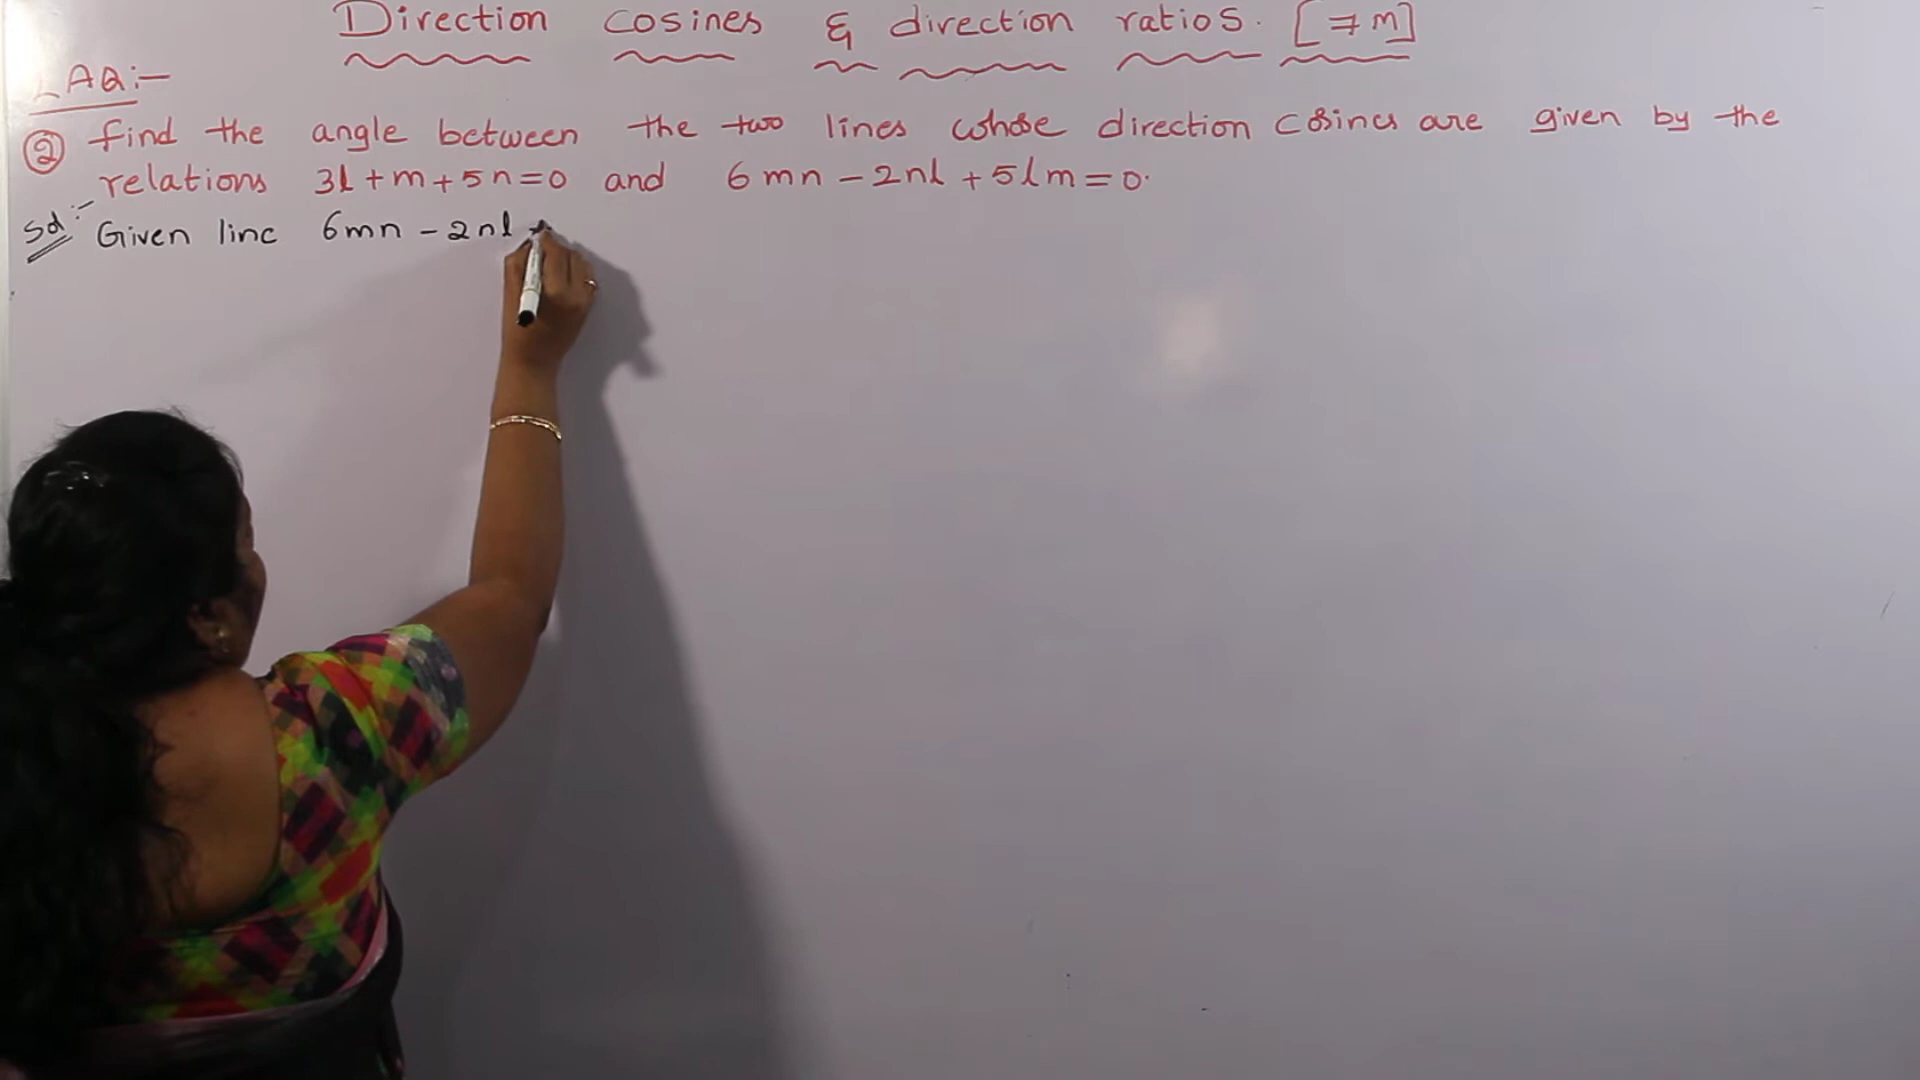 Direction cosines & direction ratios. [7M]
LAQ:-
② Find the angle between the two lines whose direction cosines are given by the
relations 3l+m+5n=0 and 6mn-2nl+5lm=0.
Sol:- Given line 6mn-2nl+